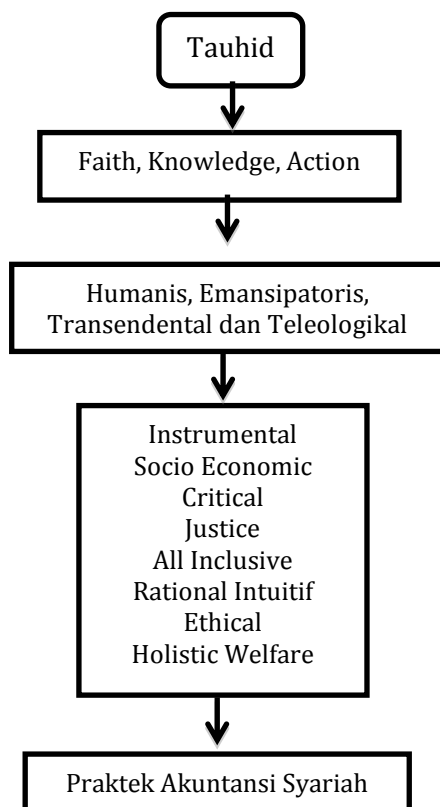 Tauhid
Faith, Knowledge, Action
Humanis, Emansipatoris,
Transendental dan Teleologikal
Instrumental
Socio Economic
Critical
Justice
All Inclusive
Rational Intuitif
Ethical
Holistic Welfare
Praktek Akuntansi Syariah